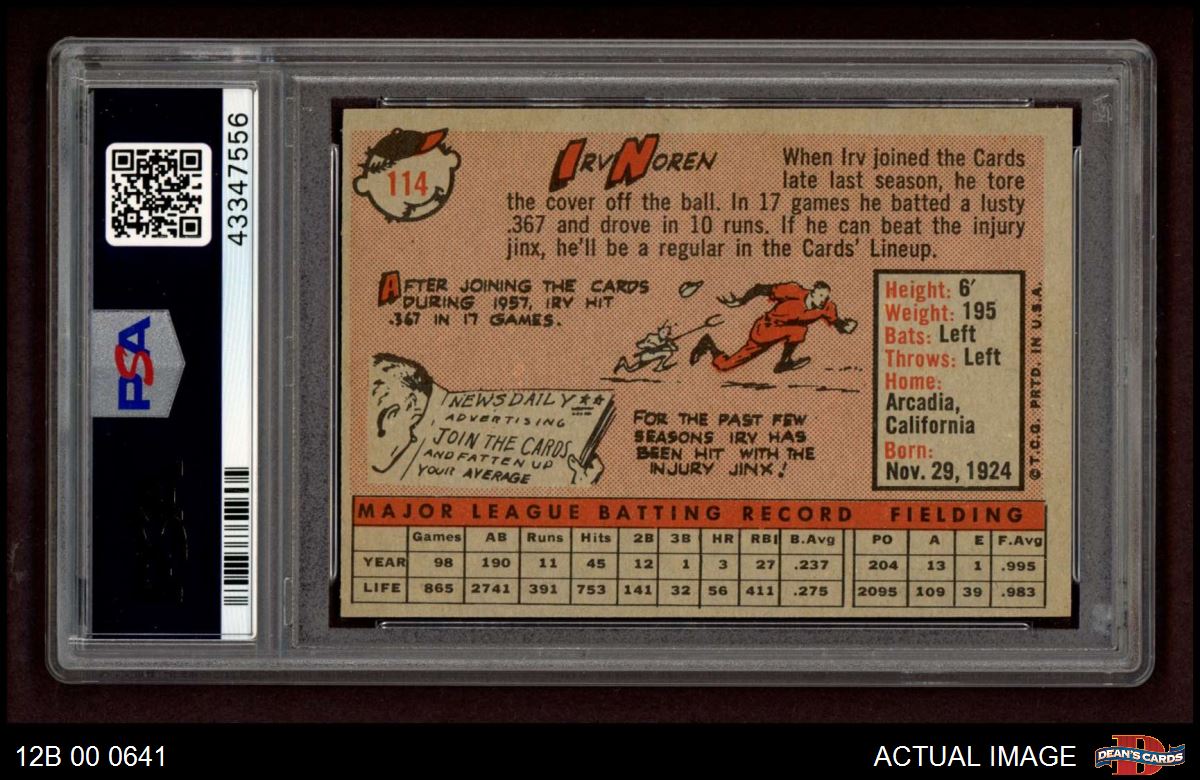 43347556
PSA
114
IRV NOREN
When Irv joined the Cards
late last season, he tore
the cover off the ball. In 17 games he batted a lusty
.367 and drove in 10 runs. If he can beat the injury
jinx, he'll be a regular in the Cards' Lineup.
AFTER JOINING THE CARDS
DURING 1957, IRV HIT
.367 IN 17 GAMES.
NEWS DAILY
ADVERTISING
JOIN THE CARDS
AND FATTEN UP
YOUR AVERAGE
FOR THE PAST FEW
SEASONS IRV HAS
BEEN HIT WITH THE
INJURY JINX!
Height: 6'
Weight: 195
Bats: Left
Throws: Left
Home:
Arcadia,
California
Born:
Nov. 29, 1924
©T.C.G. PRTD. IN U.S.A.
MAJOR LEAGUE BATTING RECORD FIELDING
Games AB Runs Hits 2B 3B HR RBI B.Avg PO A E F.Avg
YEAR 98 190 11 45 12 1 3 27 .237 204 13 1 .995
LIFE 865 2741 391 753 141 32 56 411 .275 2095 109 39 .983
12B 00 0641
ACTUAL IMAGE
DEAN'S CARDS